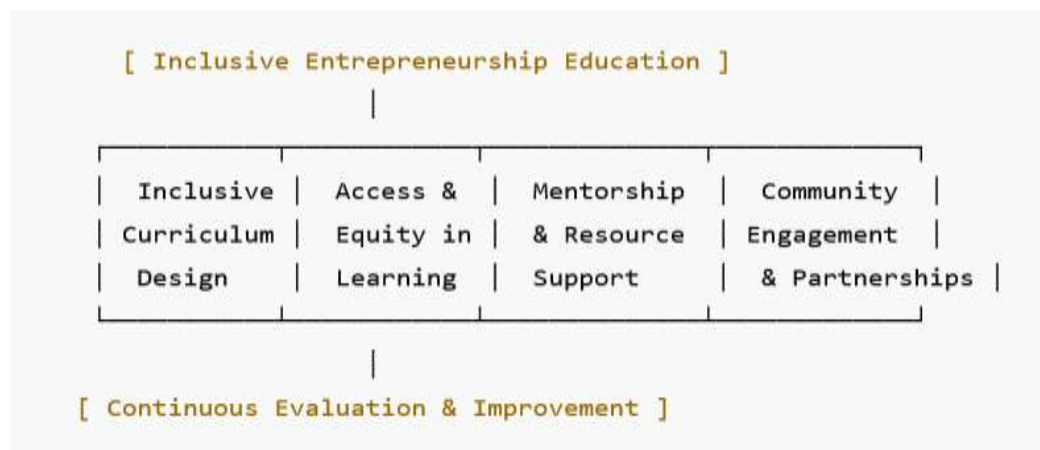 [ Inclusive Entrepreneurship Education ]
Inclusive | Access & | Mentorship | Community |
Curriculum | Equity in | & Resource | Engagement |
Design | Learning | Support | & Partnerships |
[ Continuous Evaluation & Improvement ]